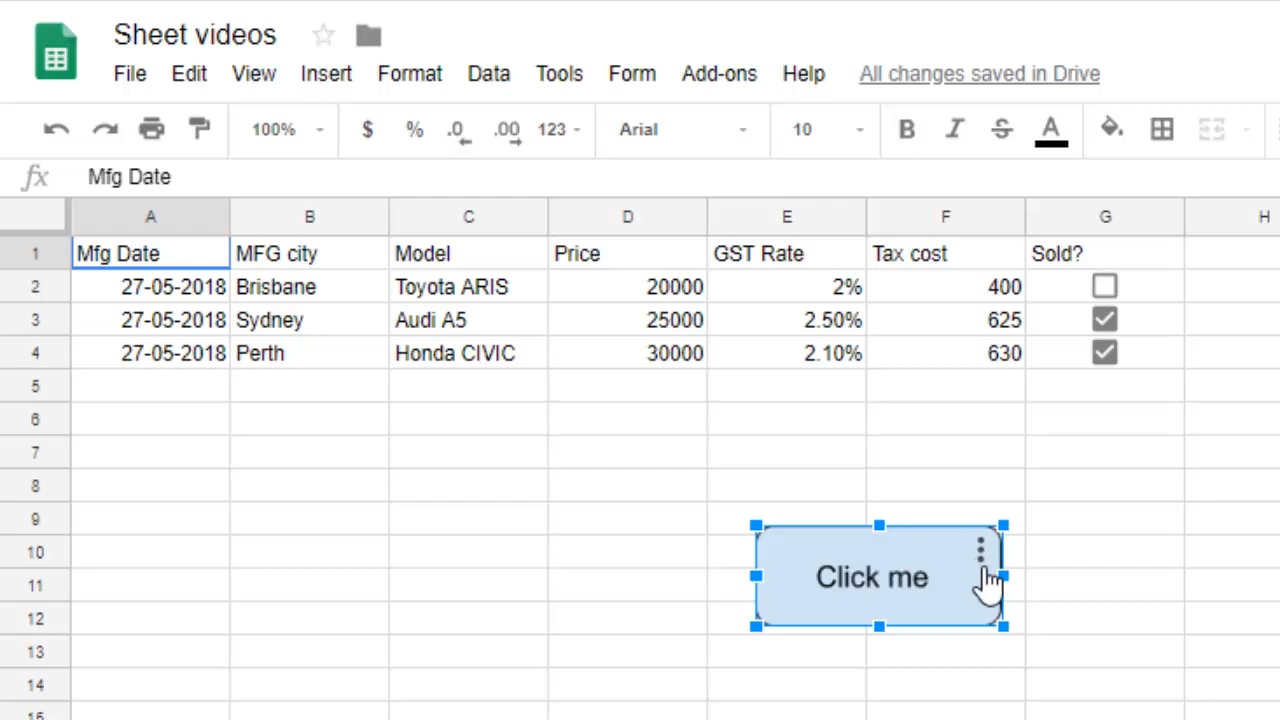 Sheet videos
File Edit View Insert Format Data Tools Form Add-ons Help All changes saved in Drive
100% $ % .0 .00 123 Arial 10 B I S A
fx Mfg Date
A B C D E F G H
1 Mfg Date MFG city Model Price GST Rate Tax cost Sold?
2 27-05-2018 Brisbane Toyota ARIS 20000 2% 400
3 27-05-2018 Sydney Audi A5 25000 2.50% 625
4 27-05-2018 Perth Honda CIVIC 30000 2.10% 630
5
6
7
8
9
10
11 Click me
12
13
14
15